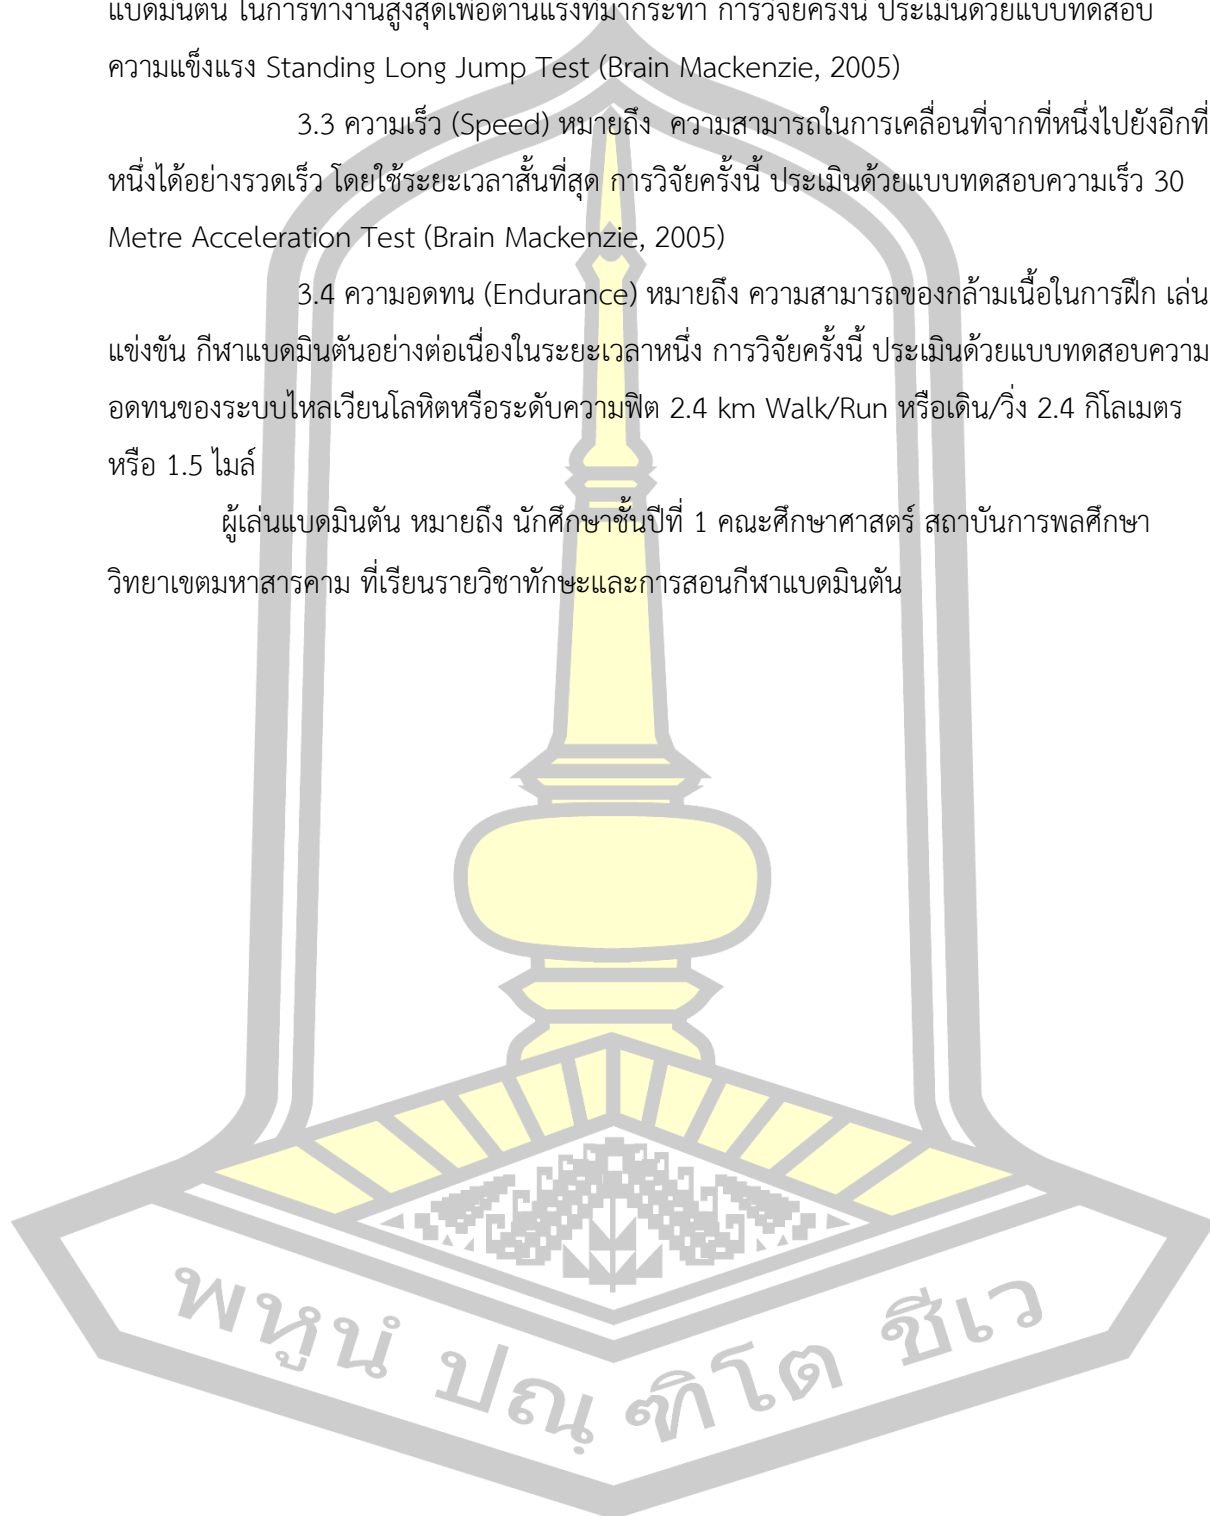 แบดมินตัน ในการทำงานสูงสุดเพื่อต้านแรงที่มากระทำ การวิจัยครั้งนี้ ประเมินด้วยแบบทดสอบ
ความแข็งแรง Standing Long Jump Test (Brain Mackenzie, 2005)
3.3 ความเร็ว (Speed) หมายถึง ความสามารถในการเคลื่อนที่จากที่หนึ่งไปยังอีกที่
หนึ่งได้อย่างรวดเร็ว โดยใช้ระยะเวลาสั้นที่สุด การวิจัยครั้งนี้ ประเมินด้วยแบบทดสอบความเร็ว 30
Metre Acceleration Test (Brain Mackenzie, 2005)
3.4 ความอดทน (Endurance) หมายถึง ความสามารถของกล้ามเนื้อในการฝึก เล่น
แข่งขัน กีฬาแบดมินตันอย่างต่อเนื่องในระยะเวลาหนึ่ง การวิจัยครั้งนี้ ประเมินด้วยแบบทดสอบความ
อดทนของระบบไหลเวียนโลหิตหรือระดับความฟิต 2.4 km Walk/Run หรือเดิน/วิ่ง 2.4 กิโลเมตร
หรือ 1.5 ไมล์
ผู้เล่นแบดมินตัน หมายถึง นักศึกษาชั้นปีที่ 1 คณะศึกษาศาสตร์ สถาบันการพลศึกษา
วิทยาเขตมหาสารคาม ที่เรียนรายวิชาทักษะและการสอนกีฬาแบดมินตัน
พหูนํ ปณฺ ฑิโต ชีเว